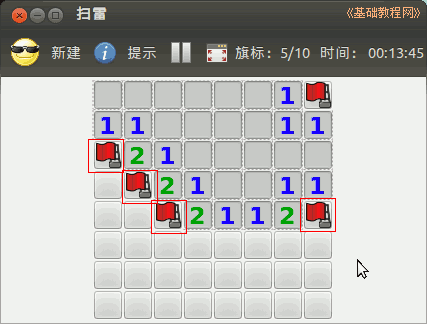 扫雷
《基础教程网》
新建 提示 旗标：5/10 时间： 00:13:45
1
1 1 1 1
2 1
2 1 1 1
2 1 1 2